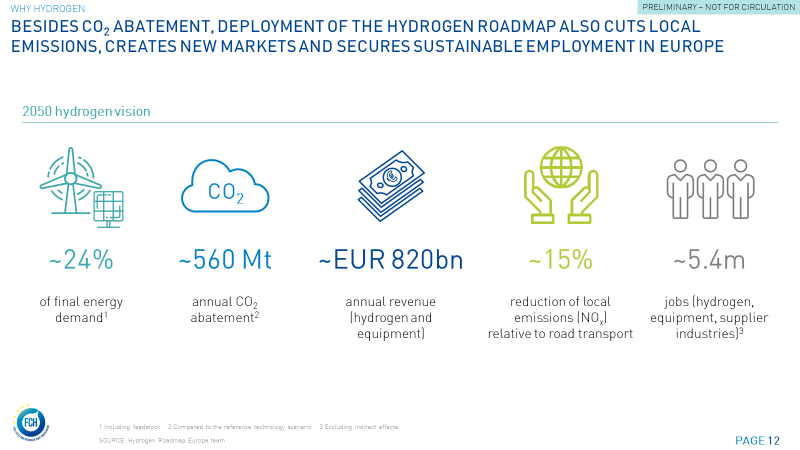 WHY HYDROGEN
PRELIMINARY – NOT FOR CIRCULATION
BESIDES CO₂ ABATEMENT, DEPLOYMENT OF THE HYDROGEN ROADMAP ALSO CUTS LOCAL
EMISSIONS, CREATES NEW MARKETS AND SECURES SUSTAINABLE EMPLOYMENT IN EUROPE
2050 hydrogen vision
CO₂
€
~24%
of final energy
demand¹
~560 Mt
annual CO₂
abatement²
~EUR 820bn
annual revenue
(hydrogen and
equipment)
~15%
reduction of local
emissions (NOₓ)
relative to road transport
~5.4m
jobs (hydrogen,
equipment, supplier
industries)³
FCH
1 Including feedstock 2 Compared to the reference technology scenario 3 Excluding indirect effects
SOURCE: Hydrogen Roadmap Europe team
PAGE 12